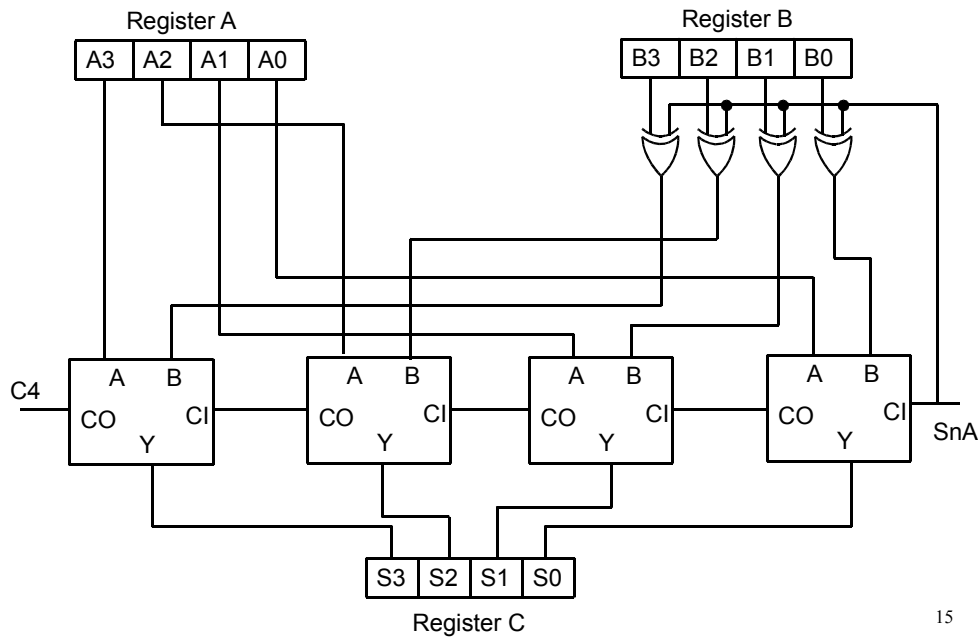 Register A
Register B
A3 A2 A1 A0
B3 B2 B1 B0
C4
A B
CO CI
Y
A B
CO CI
Y
A B
CO CI
Y
A B
CO CI
Y
SnA
S3 S2 S1 S0
Register C
15